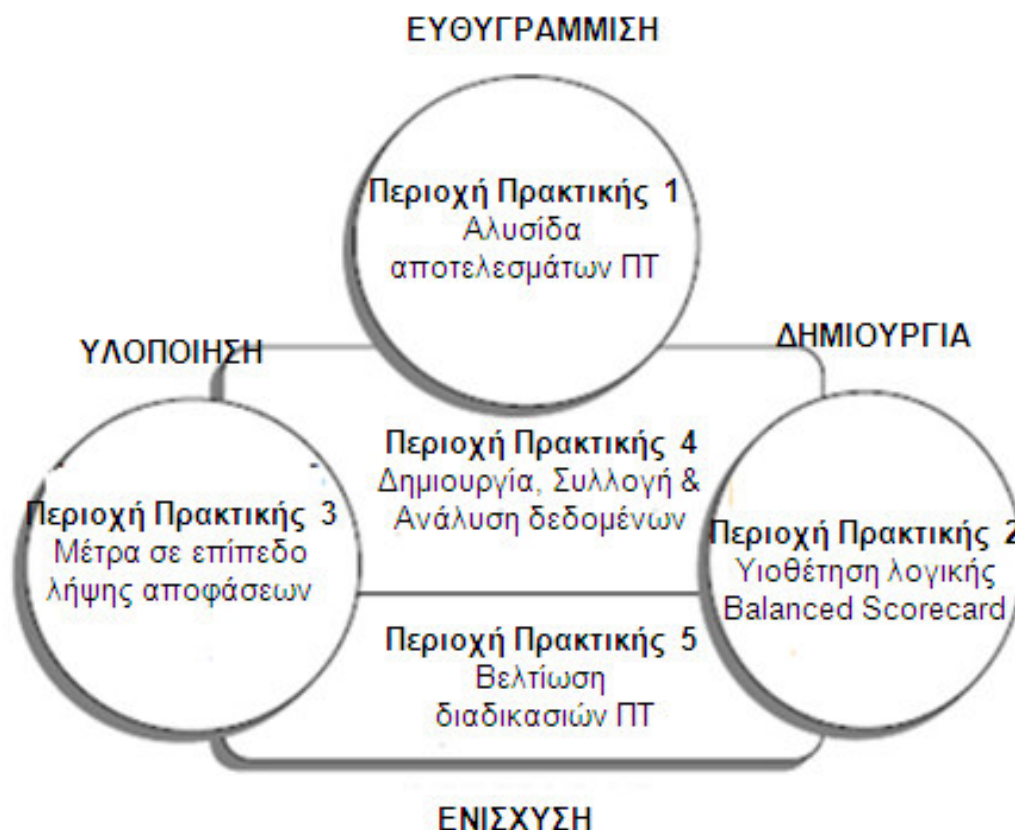 ΕΥΘΥΓΡΑΜΜΙΣΗ
Περιοχή Πρακτικής 1
Αλυσίδα
αποτελεσμάτων ΠΤ
ΥΛΟΠΟΙΗΣΗ
ΔΗΜΙΟΥΡΓΙΑ
Περιοχή Πρακτικής 4
Δημιουργία, Συλλογή &
Ανάλυση δεδομένων
Περιοχή Πρακτικής 3
Μέτρα σε επίπεδο
λήψης αποφάσεων
Περιοχή Πρακτικής 2
Υιοθέτηση λογικής
Balanced Scorecard
Περιοχή Πρακτικής 5
Βελτίωση
διαδικασιών ΠΤ
ΕΝΙΣΧΥΣΗ